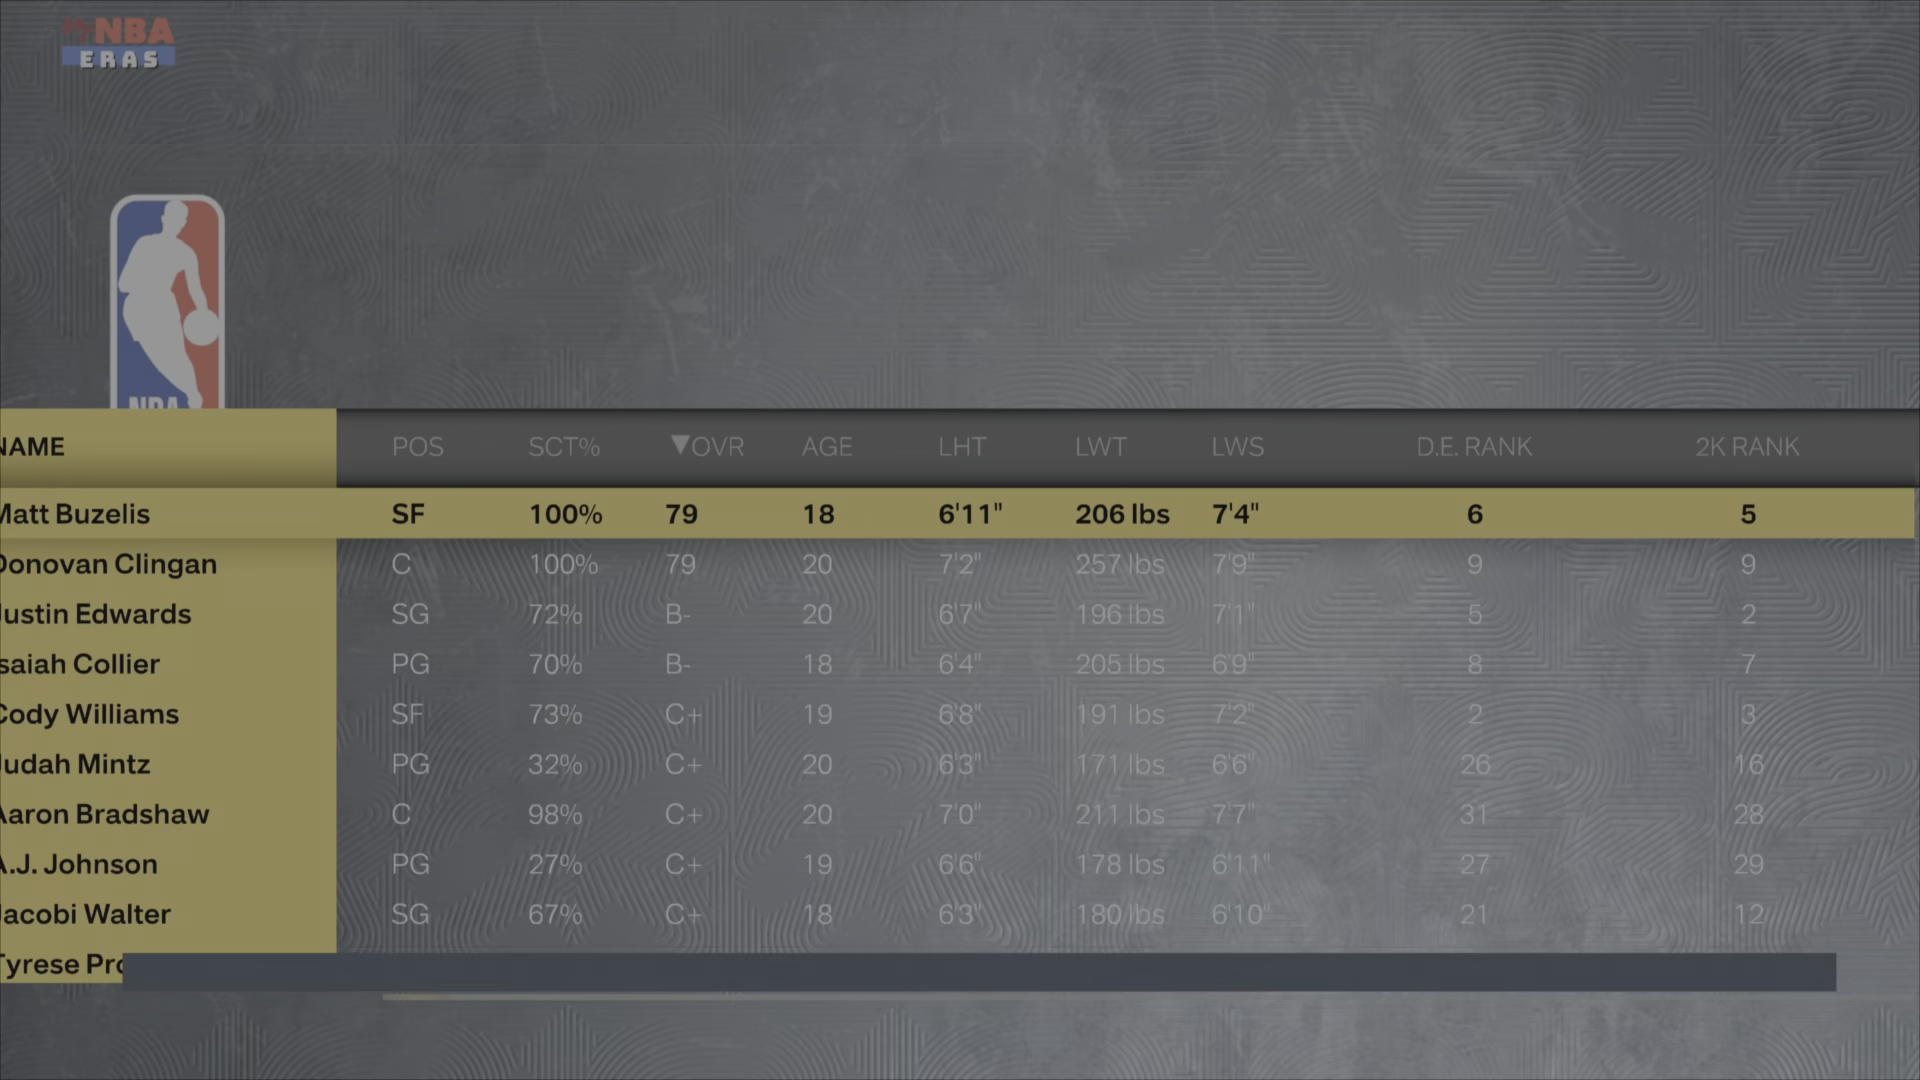 MyNBA
ERAS
NBA
NAME POS SCT% ▼OVR AGE LHT LWT LWS D.E. RANK 2K RANK
Matt Buzelis SF 100% 79 18 6'11" 206 lbs 7'4" 6 5
Donovan Clingan C 100% 79 20 7'2" 257 lbs 7'9" 9 9
Justin Edwards SG 72% B- 20 6'7" 196 lbs 7'1" 5 2
Isaiah Collier PG 70% B- 18 6'4" 205 lbs 6'9" 8 7
Cody Williams SF 73% C+ 19 6'8" 191 lbs 7'2" 2 3
Judah Mintz PG 32% C+ 20 6'3" 171 lbs 6'6" 26 16
Aaron Bradshaw C 98% C+ 20 7'0" 211 lbs 7'7" 31 28
A.J. Johnson PG 27% C+ 19 6'6" 178 lbs 6'11" 27 29
Jacobi Walter SG 67% C+ 18 6'3" 180 lbs 6'10" 21 12
Tyrese Pro